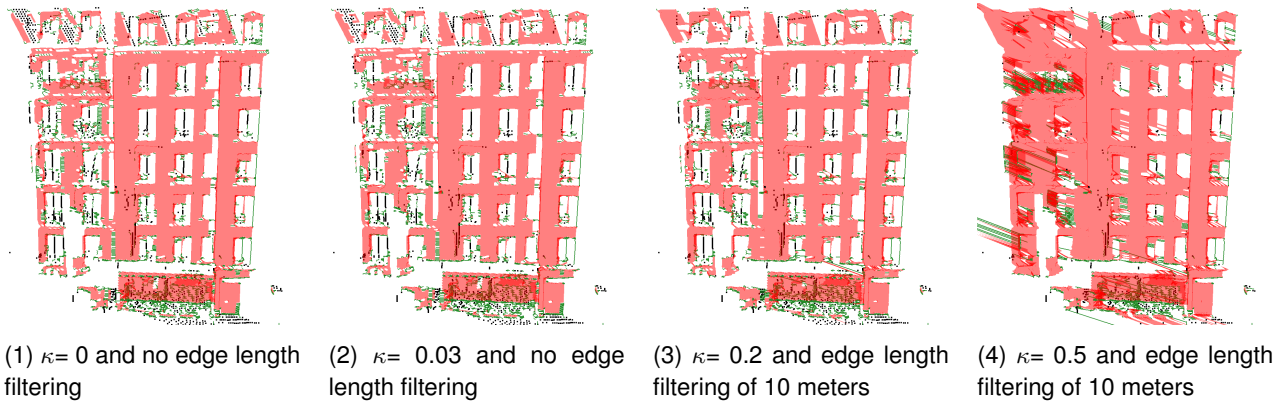 (1) κ= 0 and no edge length
filtering
(2) κ= 0.03 and no edge
length filtering
(3) κ= 0.2 and edge length
filtering of 10 meters
(4) κ= 0.5 and edge length
filtering of 10 meters